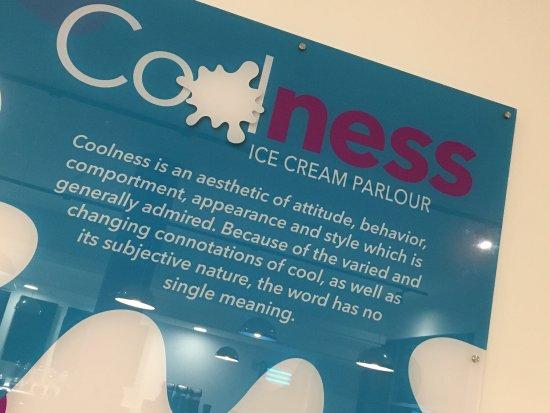 Coolness
ICE CREAM PARLOUR
Coolness is an aesthetic of attitude, behavior,
comportment, appearance and style which is
generally admired. Because of the varied and
changing connotations of cool, as well as
its subjective nature, the word has no
single meaning.